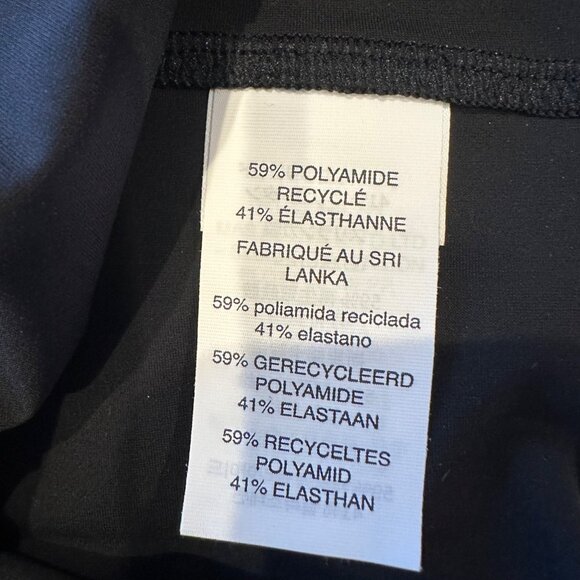 59% POLYAMIDE
RECYCLÉ
41% ÉLASTHANNE
FABRIQUÉ AU SRI
LANKA
59% poliamida reciclada
41% elastano
59% GERECYCLEERD
POLYAMIDE
41% ELASTAAN
59% RECYCELTES
POLYAMID
41% ELASTHAN